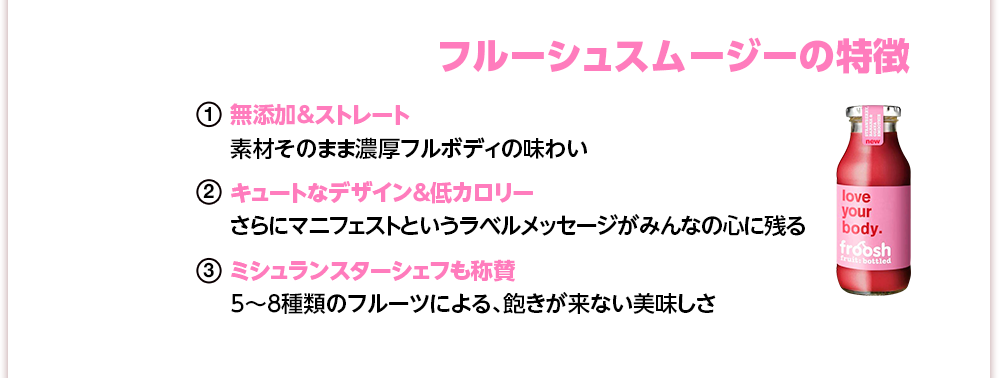 フルーシュスムージーの特徴
① 無添加&ストレート
素材そのまま濃厚フルボディの味わい
② キュートなデザイン&低カロリー
さらにマニフェストというラベルメッセージがみんなの心に残る
③ ミシュランスターシェフも称賛
5～8種類のフルーツによる、飽きが来ない美味しさ
new
love
your
body.
froosh
fruit: bottled